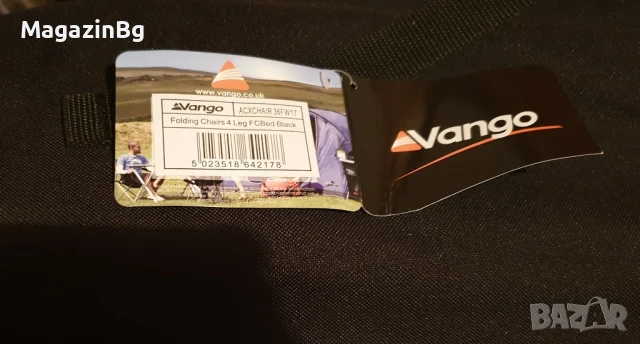 MagazinBg
www.vango.co.uk
Vango ACXCHAIR 36FW17
Folding Chairs 4 Leg FCBed Black
5 023518 642178
Vango
BAZAR